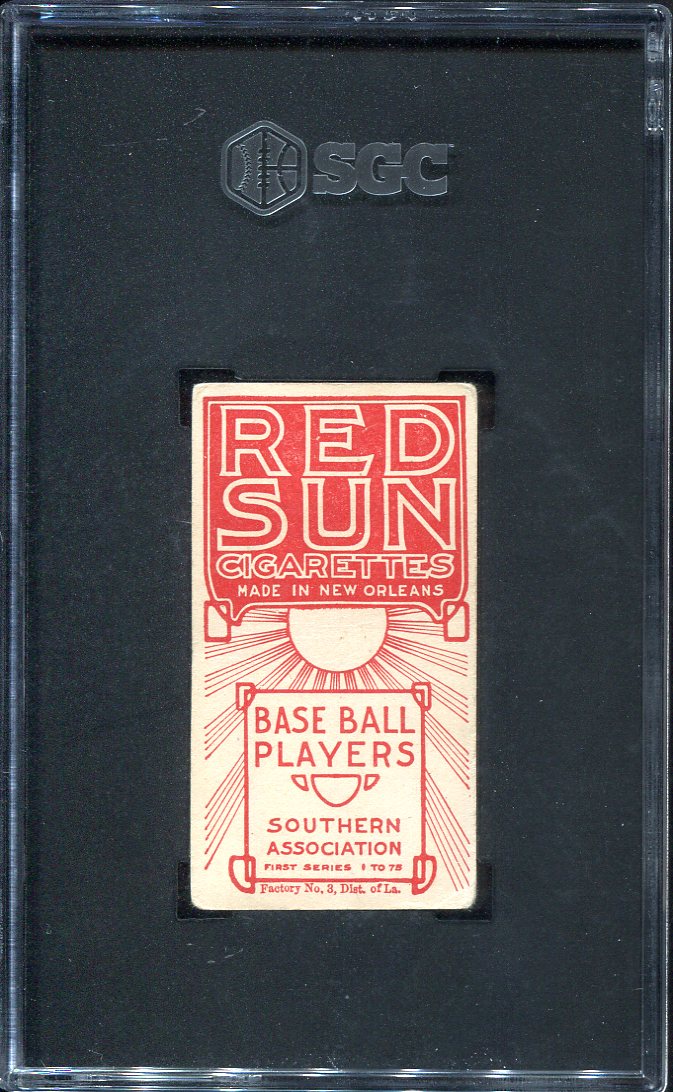 SGC
RED
SUN
CIGARETTES
MADE IN NEW ORLEANS
BASE BALL
PLAYERS
SOUTHERN
ASSOCIATION
FIRST SERIES 1 TO 75
Factory No. 3, Dist. of La.